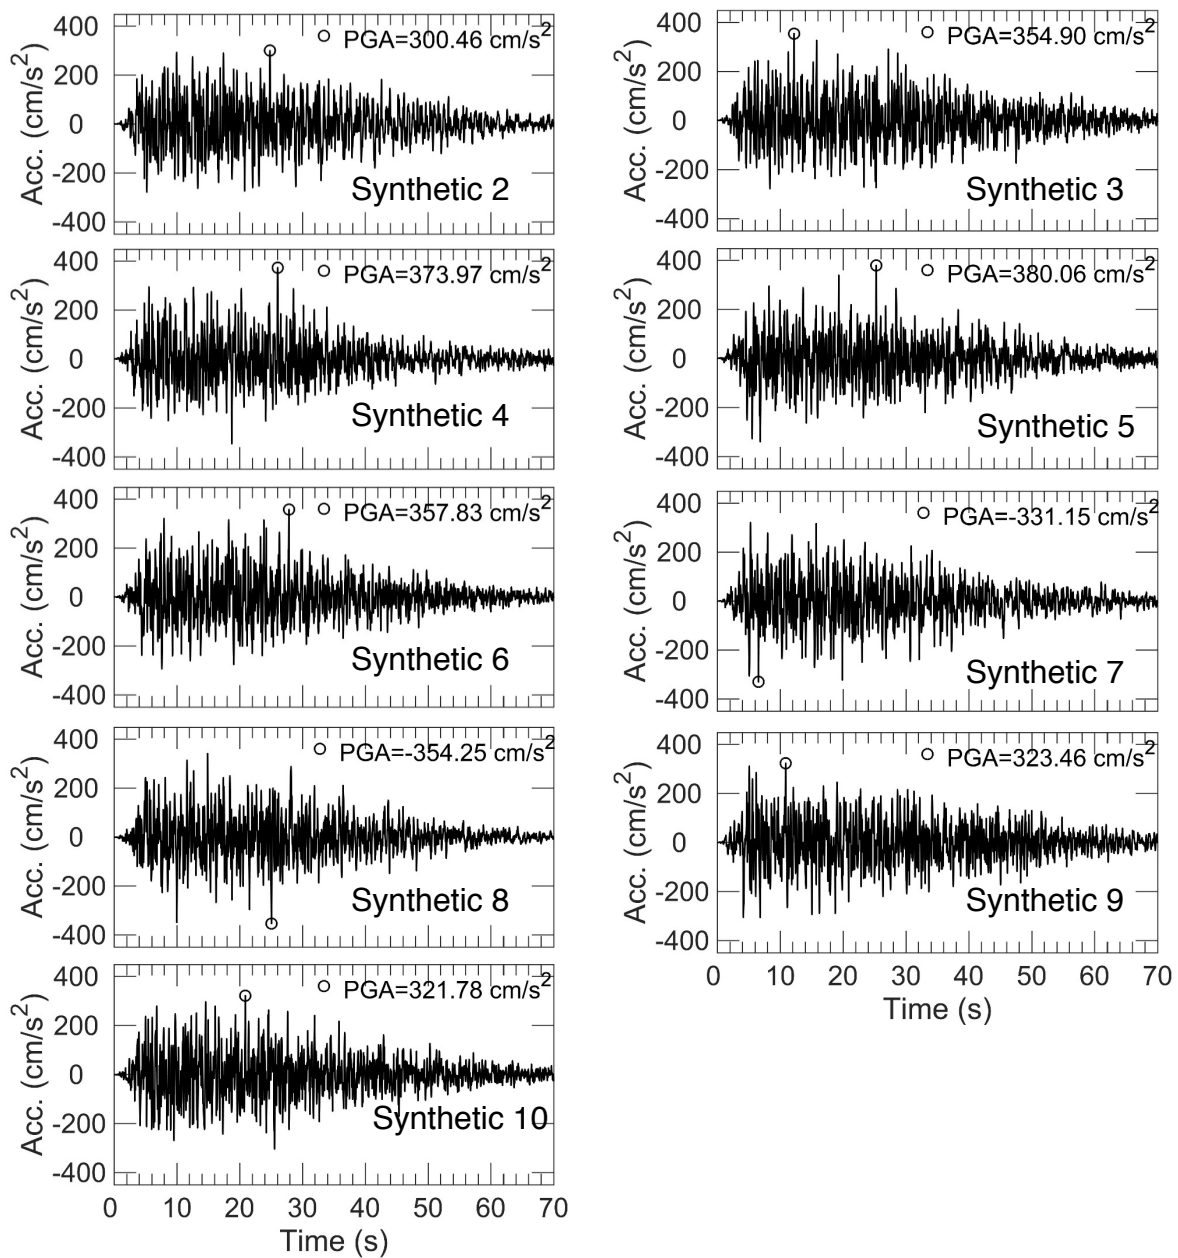 400
200
0
-200
-400
Acc. (cm/s²)
PGA=300.46 cm/s²
Synthetic 2
400
200
0
-200
-400
Acc. (cm/s²)
PGA=354.90 cm/s²
Synthetic 3
400
200
0
-200
-400
Acc. (cm/s²)
PGA=373.97 cm/s²
Synthetic 4
400
200
0
-200
-400
Acc. (cm/s²)
PGA=380.06 cm/s²
Synthetic 5
400
200
0
-200
-400
Acc. (cm/s²)
PGA=357.83 cm/s²
Synthetic 6
400
200
0
-200
-400
Acc. (cm/s²)
PGA=-331.15 cm/s²
Synthetic 7
400
200
0
-200
-400
Acc. (cm/s²)
PGA=-354.25 cm/s²
Synthetic 8
400
200
0
-200
-400
Acc. (cm/s²)
PGA=323.46 cm/s²
Synthetic 9
0 10 20 30 40 50 60 70
Time (s)
400
200
0
-200
-400
Acc. (cm/s²)
PGA=321.78 cm/s²
Synthetic 10
0 10 20 30 40 50 60 70
Time (s)